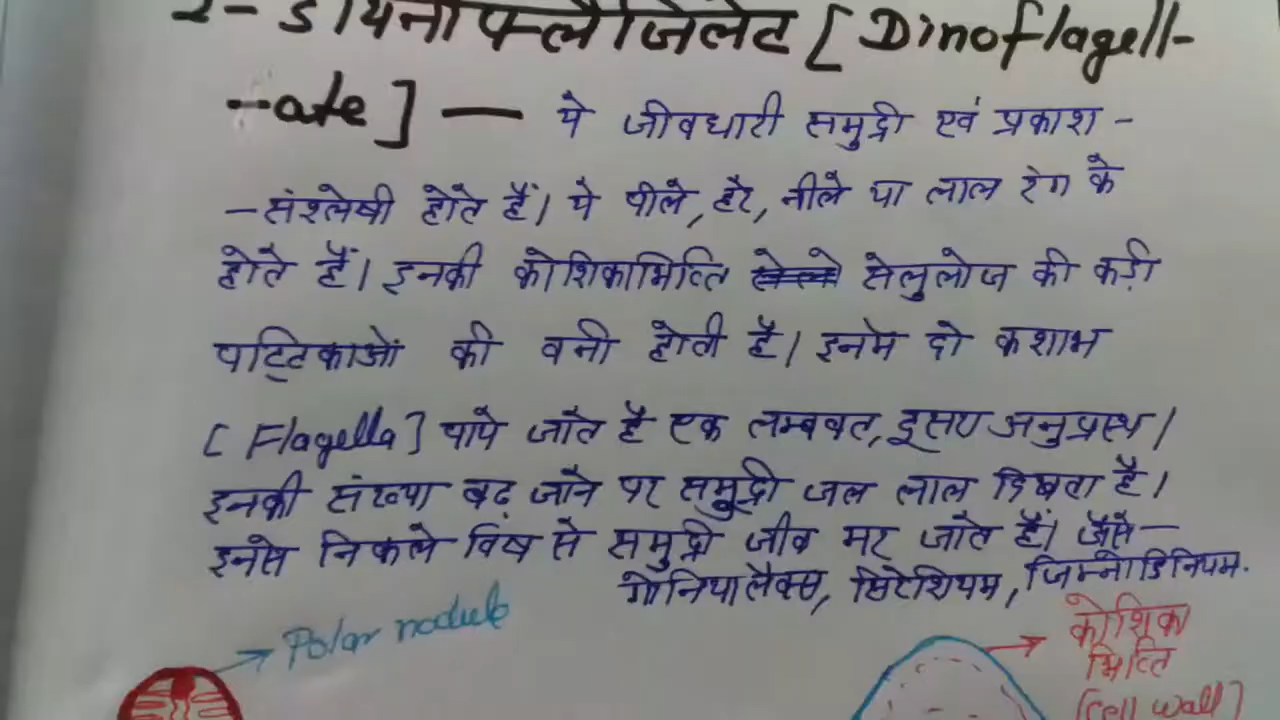 2- डायनोफ्लैजिलेट [Dinoflagell-
-ate] — ये जीवधारी समुद्री एवं प्रकाश -
-संश्लेषी होते हैं। ये पीले, हरे, नीले या लाल रंग के
होते हैं। इनकी कोशिकाभित्ति सेलुलोज की कड़ी
पट्टिकाओं की बनी होती है। इनमे दो कशाभ
[Flagella] पाये जाते है एक लम्बवत, दूसरा अनुप्रस्थ।
इनकी संख्या बढ़ जाने पर समुद्री जल लाल दिखता है।
इनसे निकले विष से समुद्री जीव मर जाते हैं। जैसे—
गोनियालैक्स, सिरेशियम, जिम्नोडिनियम.
Polar nodule
कोशिका
भित्ति
[Cell wall]